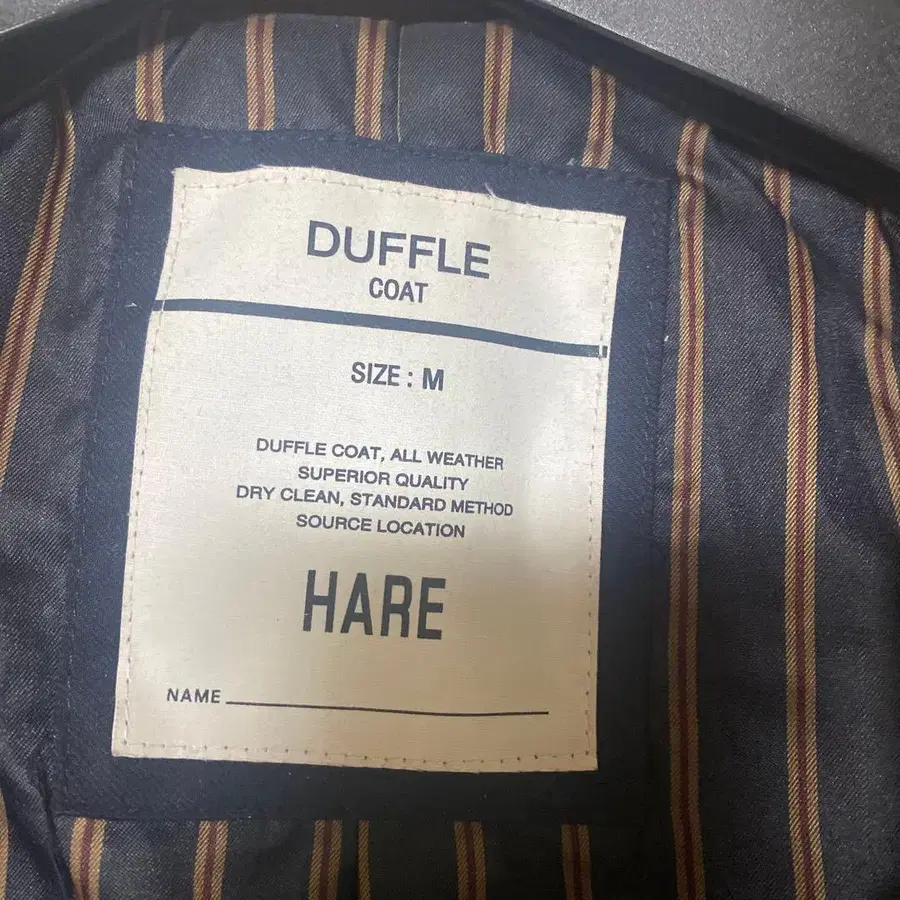 DUFFLE
COAT
SIZE : M
DUFFLE COAT, ALL WEATHER
SUPERIOR QUALITY
DRY CLEAN, STANDARD METHOD
SOURCE LOCATION
HARE
NAME